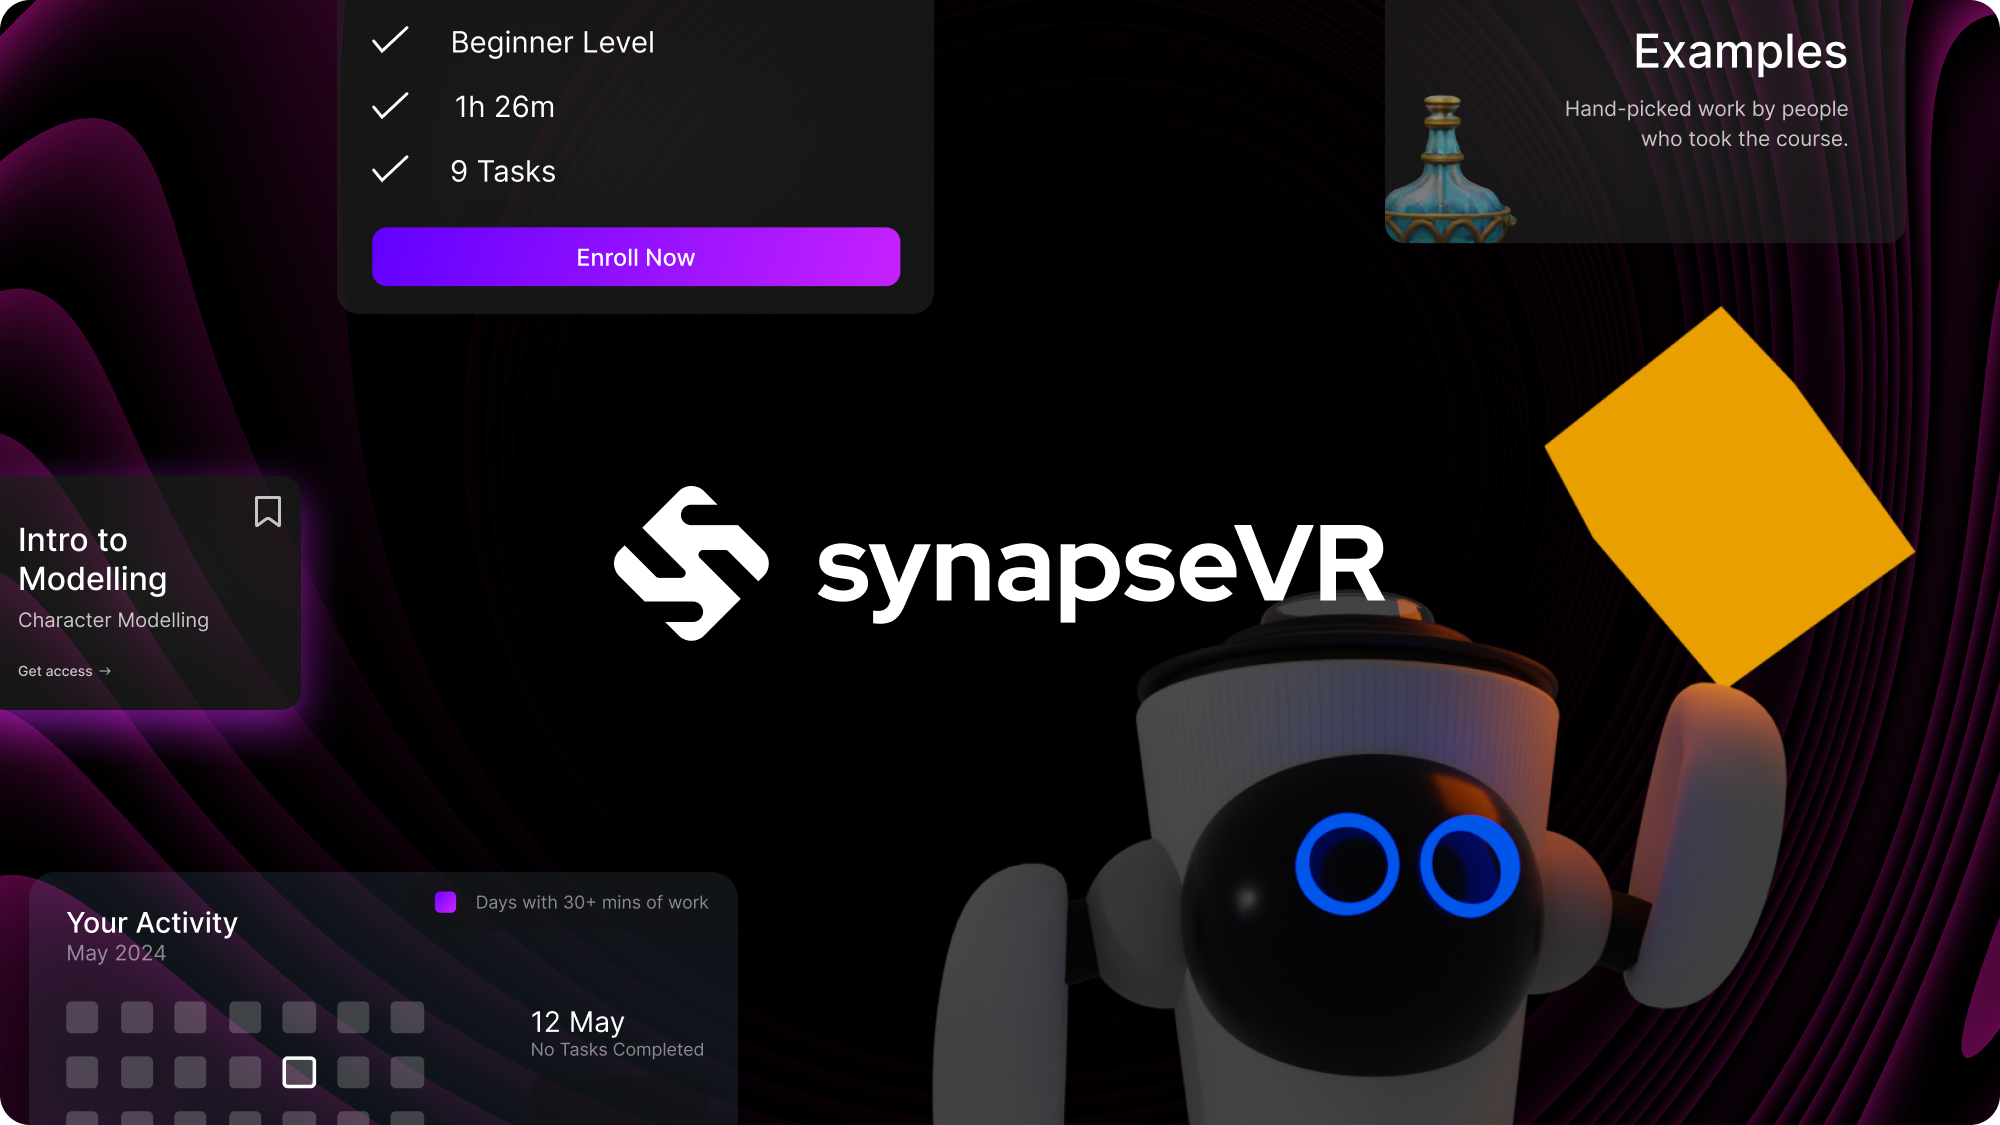 Beginner Level
1h 26m
9 Tasks
Enroll Now
Examples
Hand-picked work by people
who took the course.
Intro to
Modelling
Character Modelling
Get access →
synapseVR
Your Activity
May 2024
Days with 30+ mins of work
12 May
No Tasks Completed